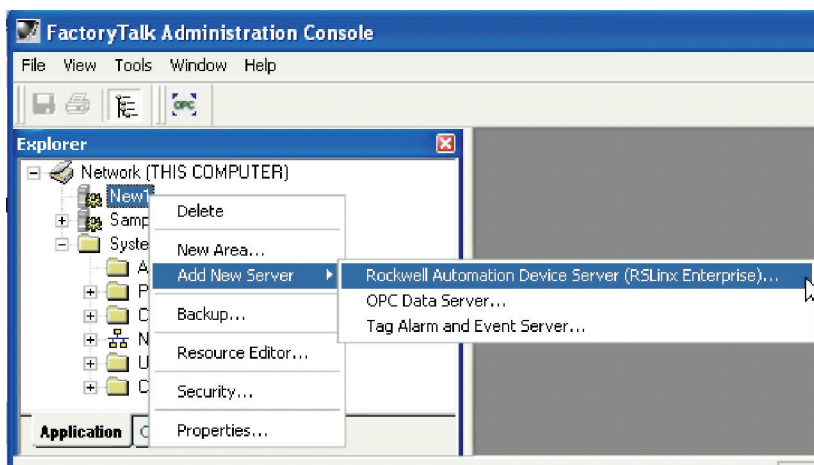 FactoryTalk Administration Console
File View Tools Window Help
OPC
Explorer
Network (THIS COMPUTER)
New1
Samp
Syste
A
P
C
N
U
C
Delete
New Area...
Add New Server
Backup...
Resource Editor...
Security...
Properties...
Rockwell Automation Device Server (RSLinx Enterprise)...
OPC Data Server...
Tag Alarm and Event Server...
Application C